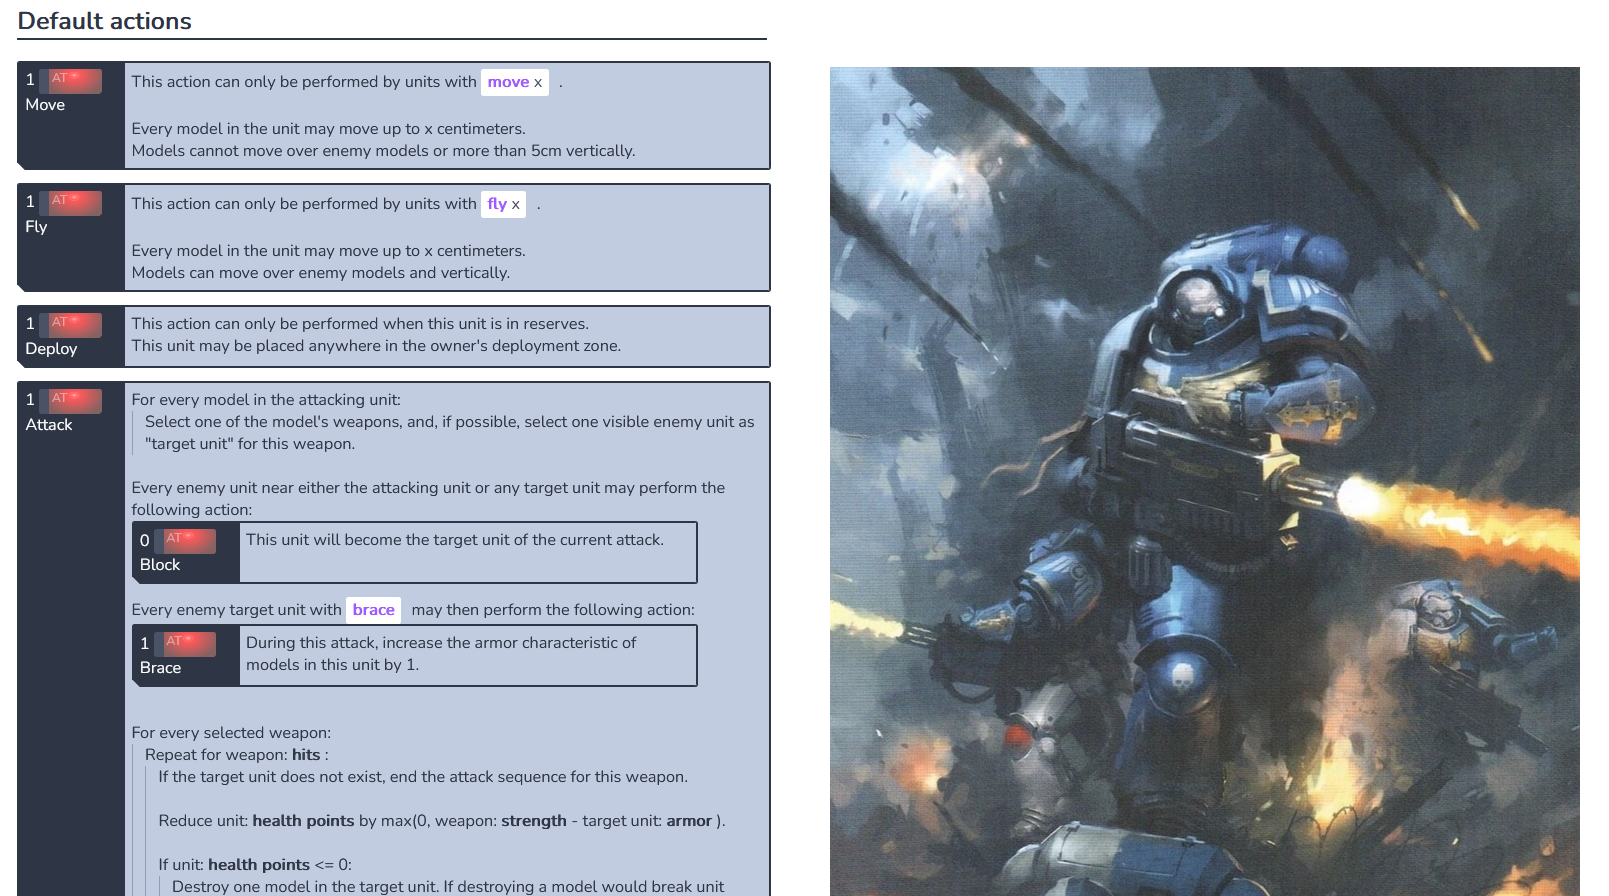 Default actions
1 AT
Move
This action can only be performed by units with move x .
Every model in the unit may move up to x centimeters.
Models cannot move over enemy models or more than 5cm vertically.
1 AT
Fly
This action can only be performed by units with fly x .
Every model in the unit may move up to x centimeters.
Models can move over enemy models and vertically.
1 AT
Deploy
This action can only be performed when this unit is in reserves.
This unit may be placed anywhere in the owner's deployment zone.
1 AT
Attack
For every model in the attacking unit:
Select one of the model's weapons, and, if possible, select one visible enemy unit as
"target unit" for this weapon.
Every enemy unit near either the attacking unit or any target unit may perform the
following action:
0 AT
Block
This unit will become the target unit of the current attack.
Every enemy target unit with brace may then perform the following action:
1 AT
Brace
During this attack, increase the armor characteristic of
models in this unit by 1.
For every selected weapon:
Repeat for weapon: hits :
If the target unit does not exist, end the attack sequence for this weapon.
Reduce unit: health points by max(0, weapon: strength - target unit: armor ).
If unit: health points <= 0:
Destroy one model in the target unit. If destroying a model would break unit